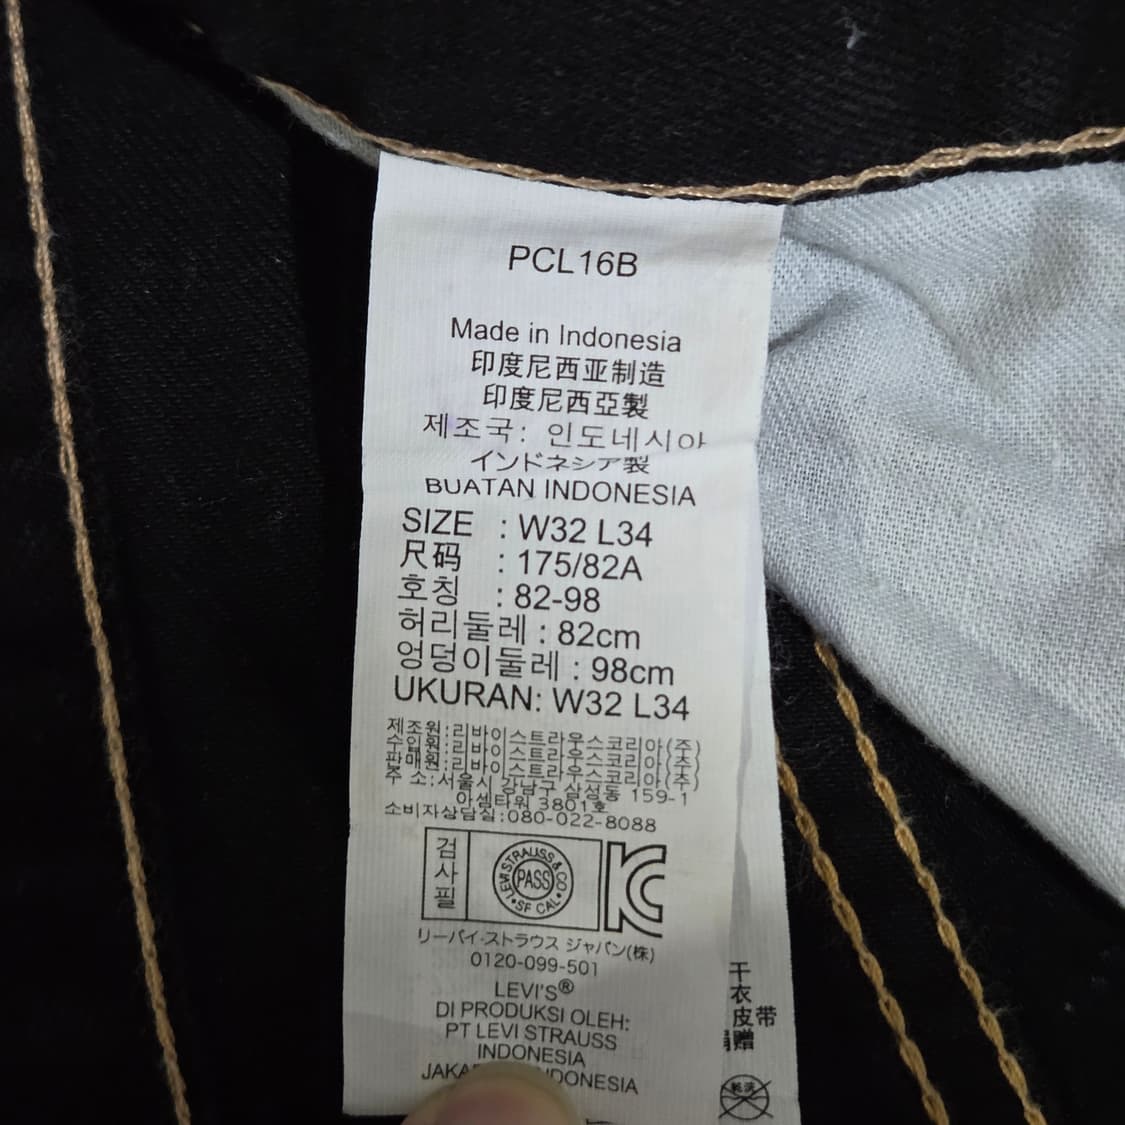 PCL16B
Made in Indonesia
印度尼西亚制造
印度尼西亞製
제조국: 인도네시아
インドネシア製
BUATAN INDONESIA
SIZE : W32 L34
尺码 : 175/82A
호칭 : 82-98
허리둘레 : 82cm
엉덩이둘레 : 98cm
UKURAN: W32 L34
제조원:리바이스트라우스코리아(주)
수입원:리바이스트라우스코리아(주)
판매원:리바이스트라우스코리아(주)
주 소:서울시 강남구 삼성동 159-1
아셈타워 3801호
소비자상담실:080-022-8088
검사필
LEVI STRAUSS & CO
PASS
SF CAL
リーバイ・ストラウス ジャパン(株)
0120-099-501
LEVI'S®
DI PRODUKSI OLEH:
PT LEVI STRAUSS
INDONESIA
干
衣
皮带
捐赠
乾洗